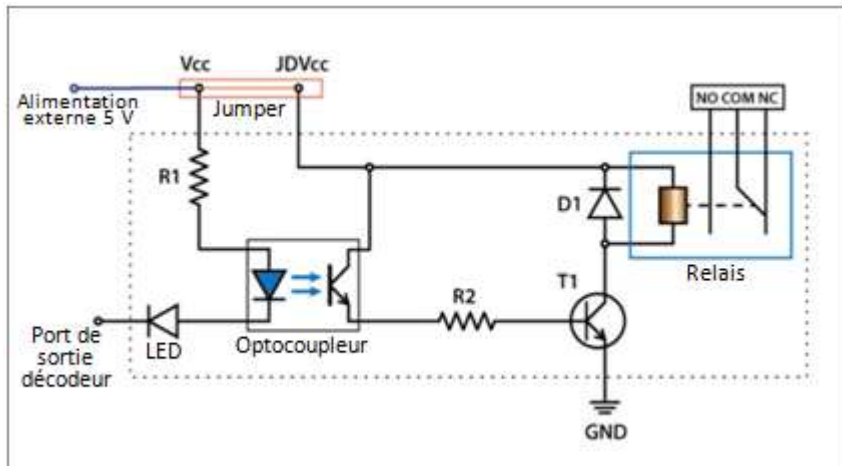 Vcc
JDVcc
Alimentation
externe 5 V
Jumper
NO COM NC
R1
D1
Relais
T1
R2
Port de
sortie
décodeur
LED
Optocoupleur
GND